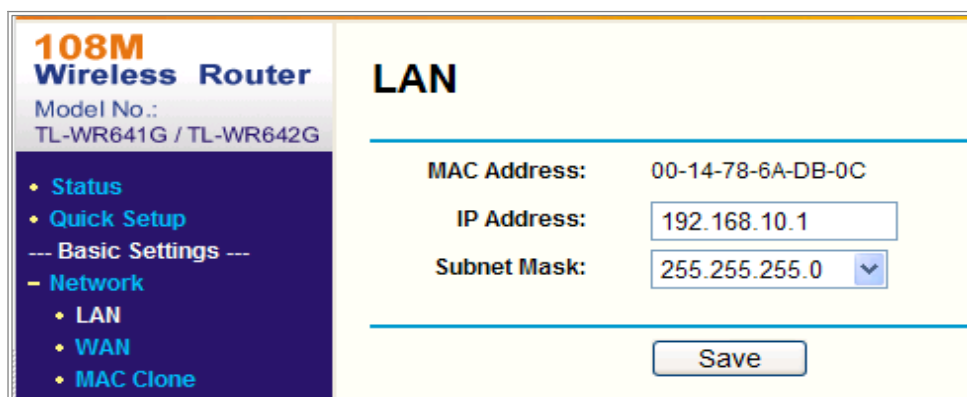 108M
Wireless Router
Model No.:
TL-WR641G / TL-WR642G
• Status
• Quick Setup
--- Basic Settings ---
– Network
• LAN
• WAN
• MAC Clone
LAN
MAC Address: 00-14-78-6A-DB-0C
IP Address: 192.168.10.1
Subnet Mask: 255.255.255.0
Save